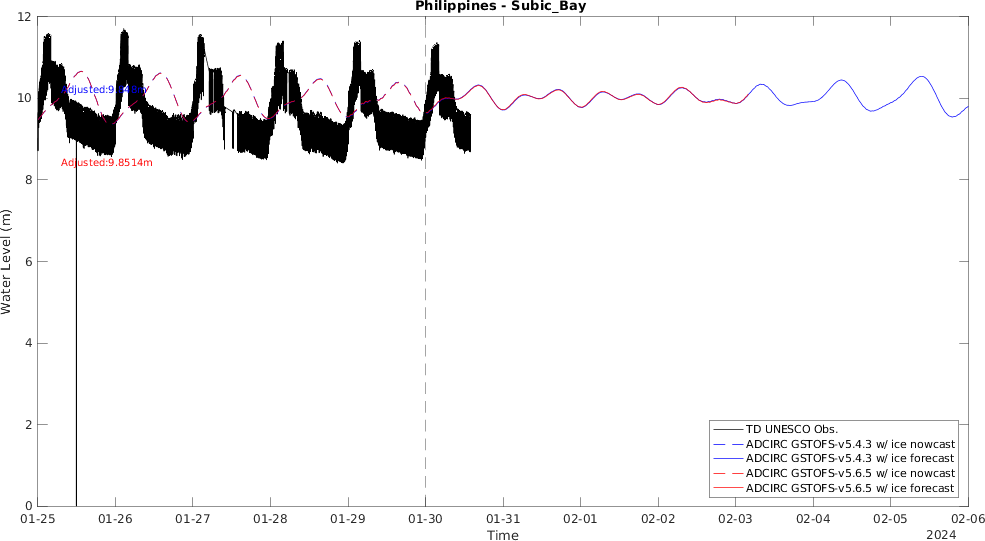 Philippines - Subic_Bay
Water Level (m)
12
10
8
6
4
2
0
Adjusted:9.8514m
TD UNESCO Obs.
ADCIRC GSTOFS-v5.4.3 w/ ice nowcast
ADCIRC GSTOFS-v5.4.3 w/ ice forecast
ADCIRC GSTOFS-v5.6.5 w/ ice nowcast
ADCIRC GSTOFS-v5.6.5 w/ ice forecast
01-25 01-26 01-27 01-28 01-29 01-30 01-31 02-01 02-02 02-03 02-04 02-05 02-06
Time
2024